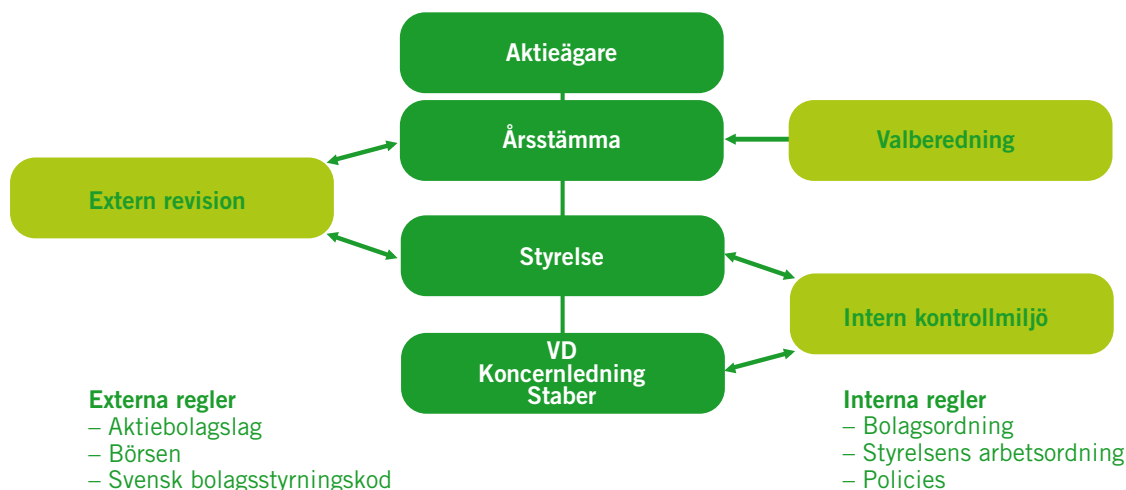 Aktieägare
Årsstämma
Valberedning
Extern revision
Styrelse
Intern kontrollmiljö
VD
Koncernledning
Staber
Externa regler
– Aktiebolagslag
– Börsen
– Svensk bolagsstyrningskod
Interna regler
– Bolagsordning
– Styrelsens arbetsordning
– Policies